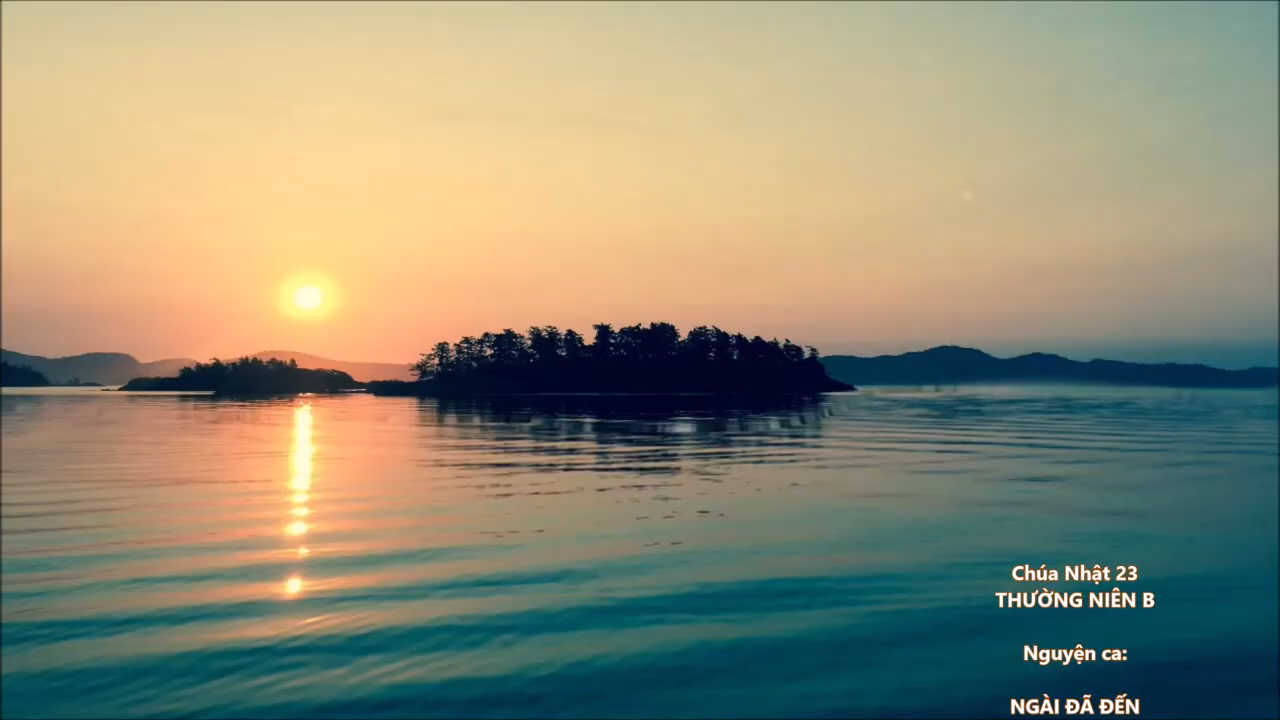 Chúa Nhật 23
THƯỜNG NIÊN B
Nguyện ca:
NGÀI ĐÃ ĐẾN